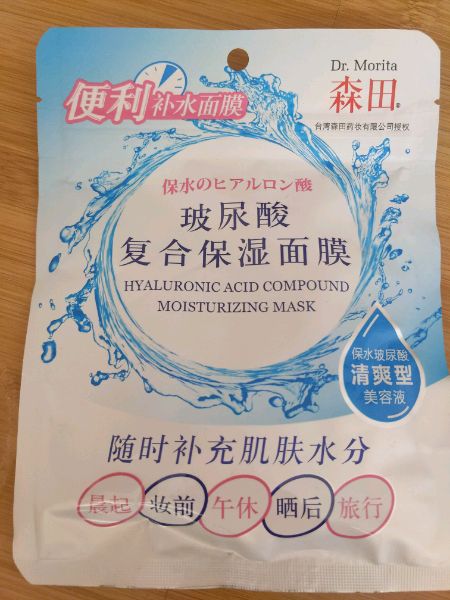 Dr. Morita
森田®
台湾森田药妆有限公司授权
便利补水面膜
保水のヒアルロン酸
玻尿酸
复合保湿面膜
HYALURONIC ACID COMPOUND
MOISTURIZING MASK
保水玻尿酸
清爽型
美容液
随时补充肌肤水分
晨起 妆前 午休 晒后 旅行